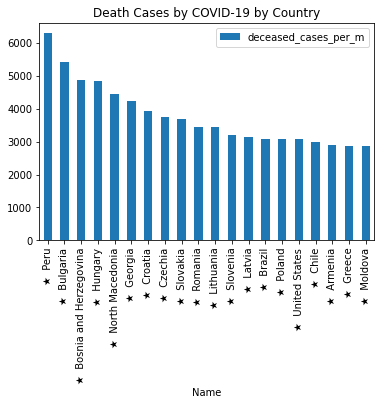 Death Cases by COVID-19 by Country
deceased_cases_per_m
6000
5000
4000
3000
2000
1000
0
★ Peru
★ Bulgaria
★ Bosnia and Herzegovina
★ Hungary
★ North Macedonia
★ Georgia
★ Croatia
★ Czechia
★ Slovakia
★ Romania
★ Lithuania
★ Slovenia
★ Latvia
★ Brazil
★ Poland
★ United States
★ Chile
★ Armenia
★ Greece
★ Moldova
Name